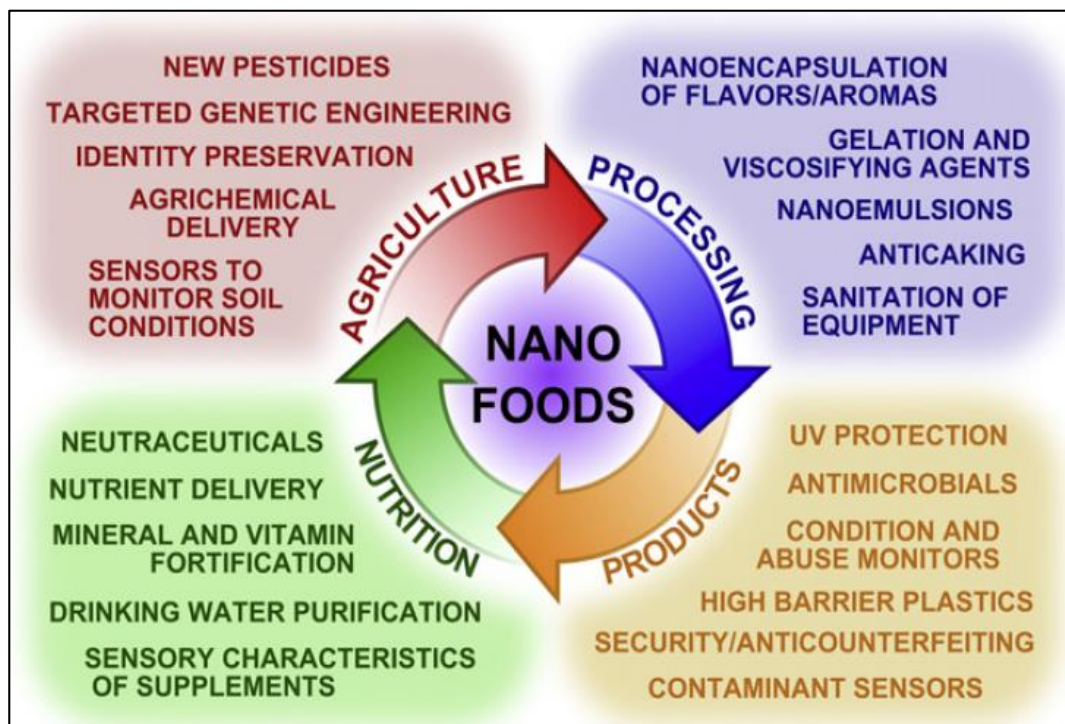 NEW PESTICIDES
TARGETED GENETIC ENGINEERING
IDENTITY PRESERVATION
AGRICHEMICAL
DELIVERY
SENSORS TO
MONITOR SOIL
CONDITIONS
AGRICULTURE
PROCESSING
NANOENCAPSULATION
OF FLAVORS/AROMAS
GELATION AND
VISCOSIFYING AGENTS
NANOEMULSIONS
ANTICAKING
SANITATION OF
EQUIPMENT
NANO
FOODS
NEUTRACEUTICALS
NUTRIENT DELIVERY
MINERAL AND VITAMIN
FORTIFICATION
DRINKING WATER PURIFICATION
SENSORY CHARACTERISTICS
OF SUPPLEMENTS
NUTRITION
PRODUCTS
UV PROTECTION
ANTIMICROBIALS
CONDITION AND
ABUSE MONITORS
HIGH BARRIER PLASTICS
SECURITY/ANTICOUNTERFEITING
CONTAMINANT SENSORS